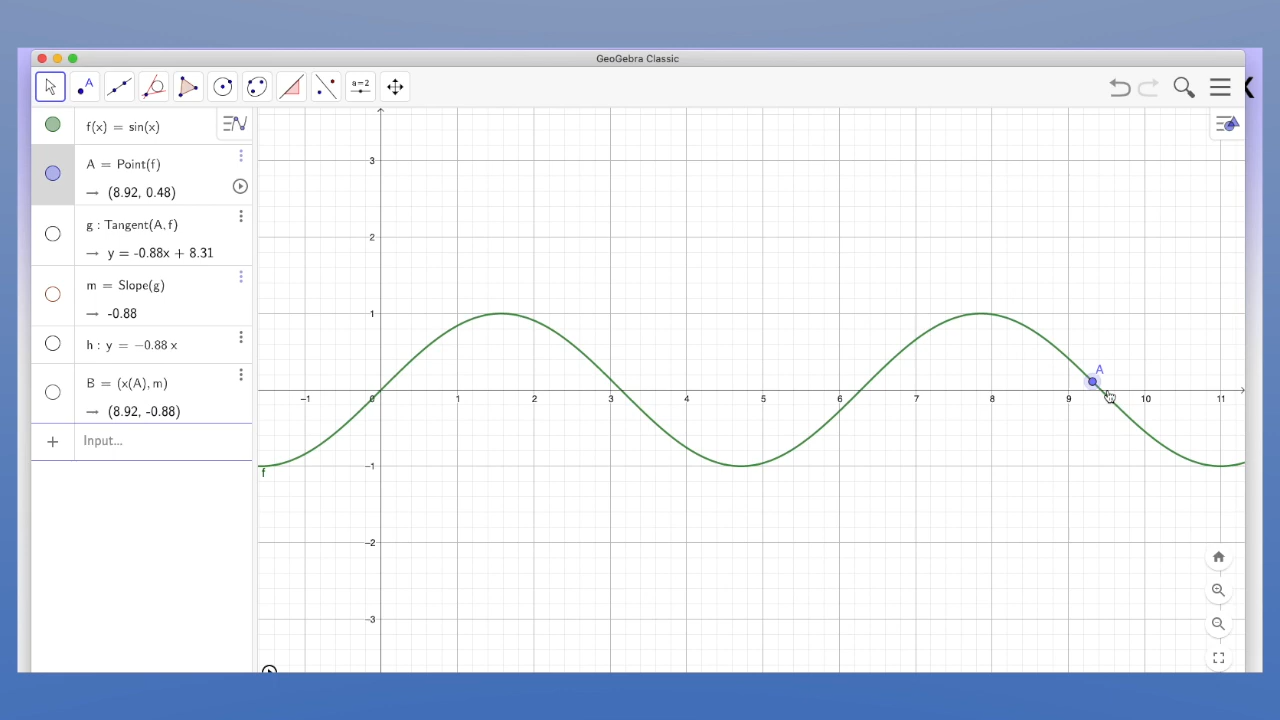 GeoGebra Classic
A
a=2
f(x) = sin(x)
A = Point(f)
→ (8.92, 0.48)
g : Tangent(A, f)
→ y = -0.88x + 8.31
m = Slope(g)
→ -0.88
h : y = −0.88 x
B = (x(A), m)
→ (8.92, -0.88)
+ Input...
3
2
1
A
−1 0 1 2 3 4 5 6 7 8 9 10 11
−1
f
−2
−3